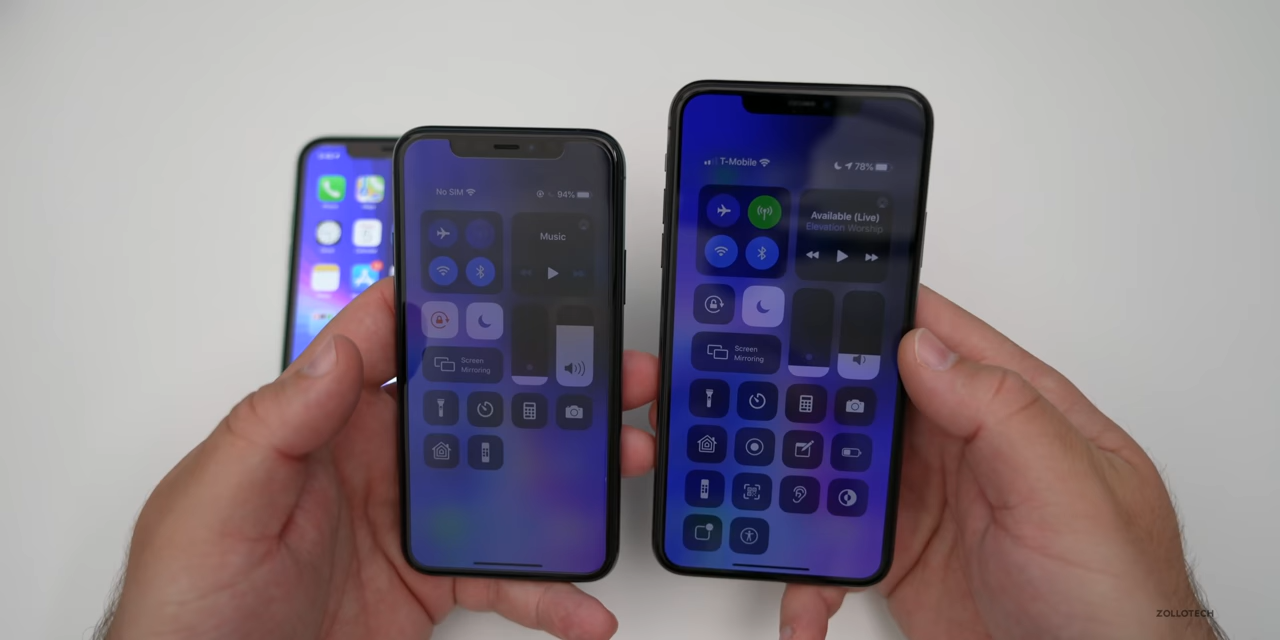 No SIM
94%
Music
Screen
Mirroring
T-Mobile
78%
Available (Live)
Elevation Worship
Screen
Mirroring
ZOLLOTECH